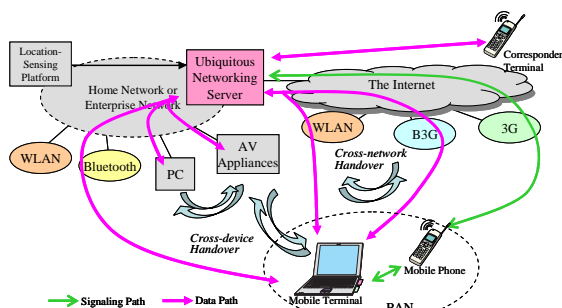 Location-
Sensing
Platform
Ubiquitous
Networking
Server
Corresponden
Terminal
Home Network or
Enterprise Network
The Internet
WLAN
B3G
3G
WLAN
Bluetooth
PC
AV
Appliances
Cross-network
Handover
Cross-device
Handover
Mobile Phone
Mobile Terminal
PAN
Signaling Path
Data Path